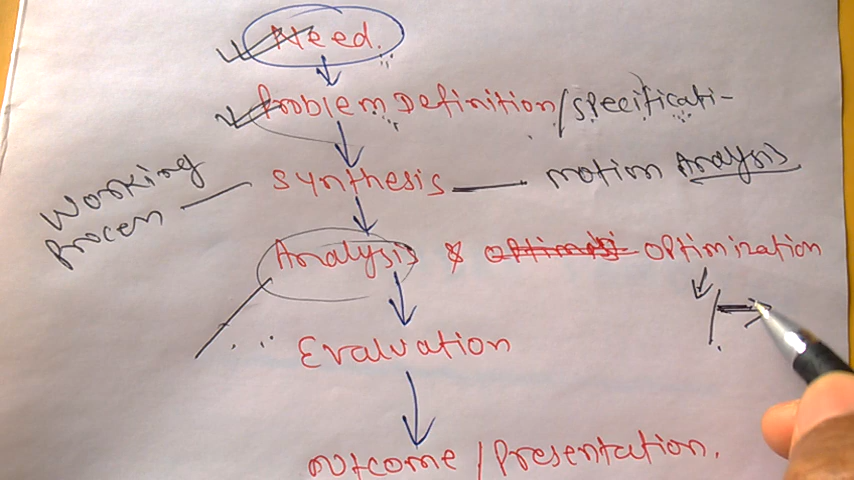 Need.
Problem Definition/specificati-
Working
Process
synthesis — motion Analysis
Analysis & optimization
Evaluation
outcome/Presentation.